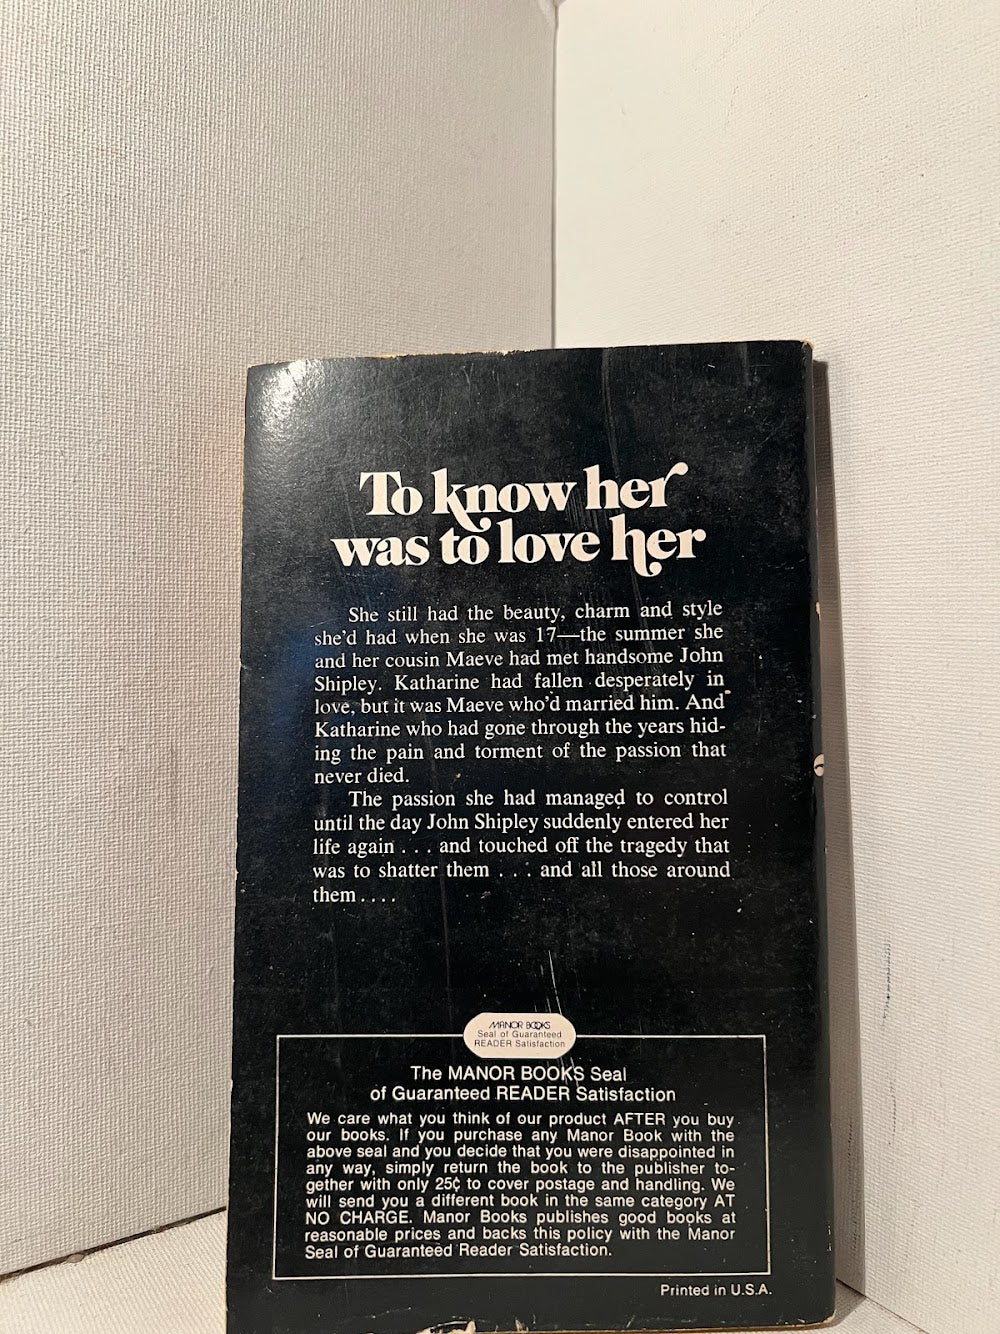 To know her
was to love her
She still had the beauty, charm and style
she'd had when she was 17—the summer she
and her cousin Maeve had met handsome John
Shipley. Katharine had fallen desperately in
love, but it was Maeve who'd married him. And
Katharine who had gone through the years hid-
ing the pain and torment of the passion that
never died.
The passion she had managed to control
until the day John Shipley suddenly entered her
life again . . . and touched off the tragedy that
was to shatter them . . . and all those around
them . . . .
MANOR BOOKS
Seal of Guaranteed
READER Satisfaction
The MANOR BOOKS Seal
of Guaranteed READER Satisfaction
We care what you think of our product AFTER you buy
our books. If you purchase any Manor Book with the
above seal and you decide that you were disappointed in
any way, simply return the book to the publisher to-
gether with only 25¢ to cover postage and handling. We
will send you a different book in the same category AT
NO CHARGE. Manor Books publishes good books at
reasonable prices and backs this policy with the Manor
Seal of Guaranteed Reader Satisfaction.
Printed in U.S.A.